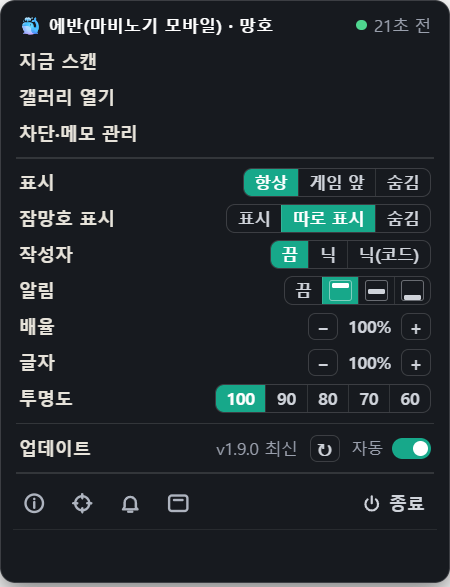 에반(마비노기 모바일) · 망호 21초 전
지금 스캔
갤러리 열기
차단·메모 관리
표시 항상 게임 앞 숨김
잠망호 표시 표시 따로 표시 숨김
작성자 끔 닉 닉(코드)
알림 끔
배율 − 100% +
글자 − 100% +
투명도 100 90 80 70 60
업데이트 v1.9.0 최신 자동
종료